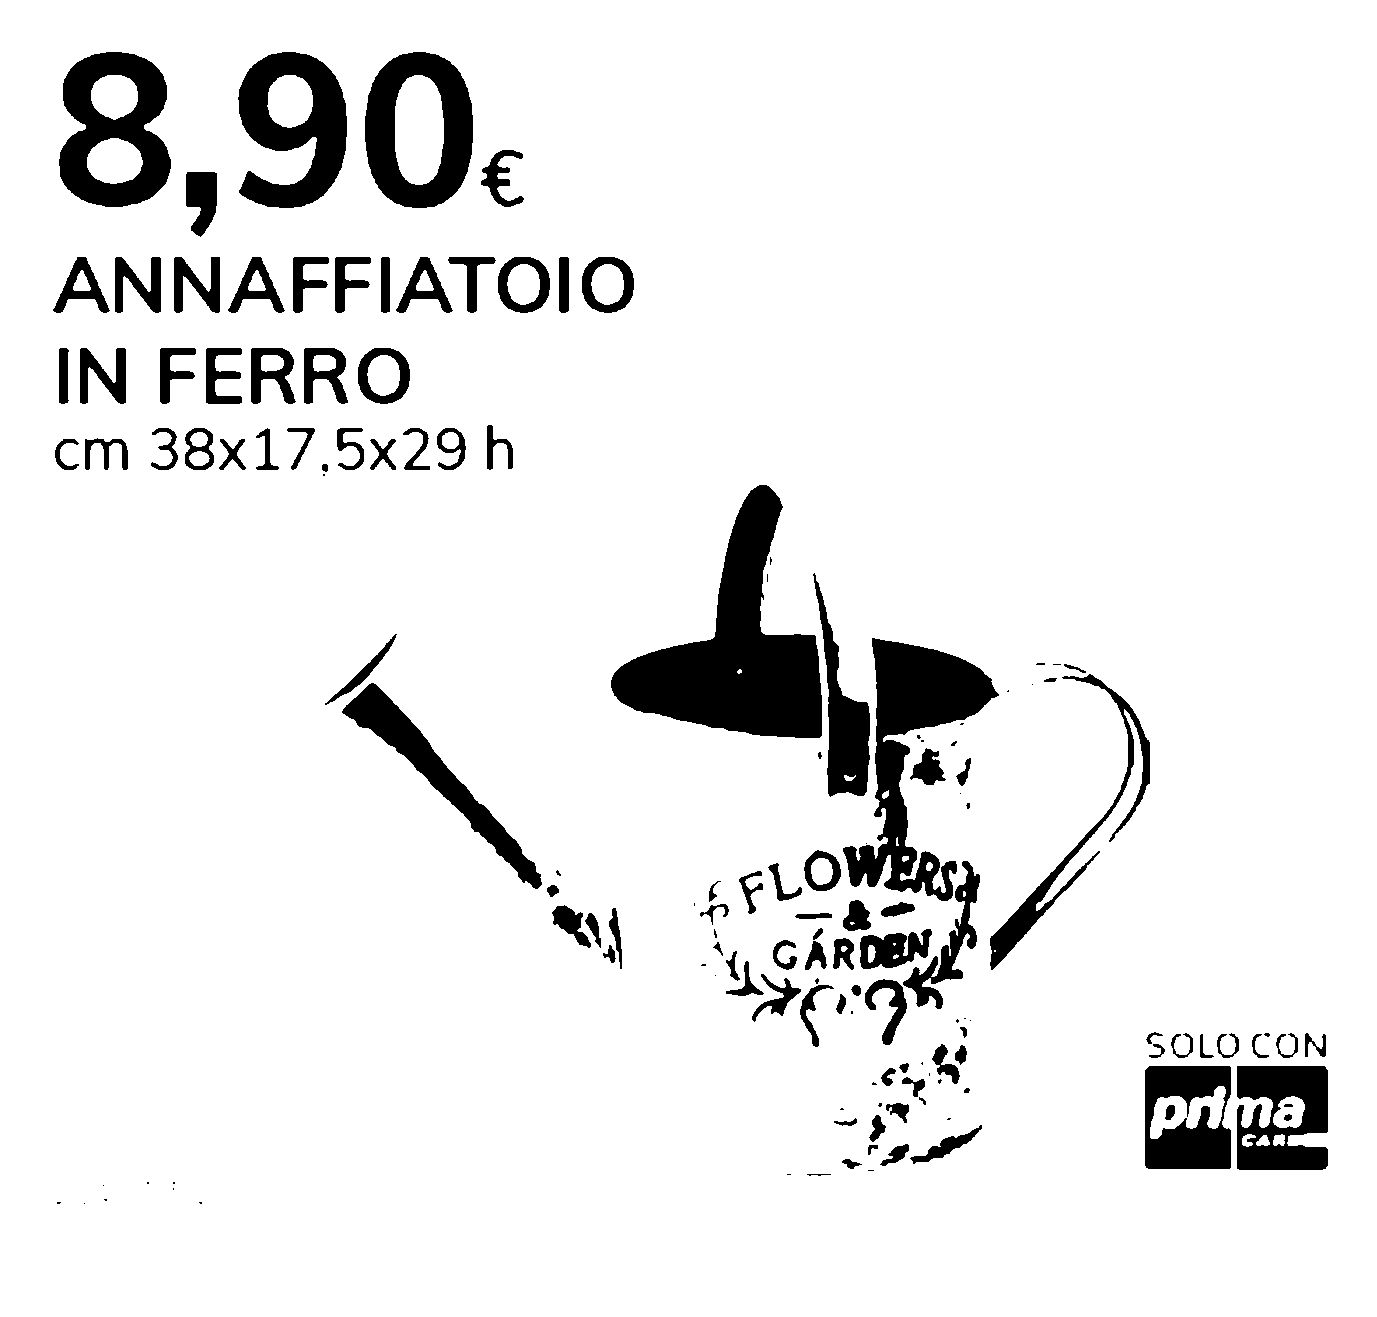 8,90€
ANNAFFIATOIO
IN FERRO
cm 38x17,5x29 h
FLOWERS
&
GARDEN
SOLO CON
prima